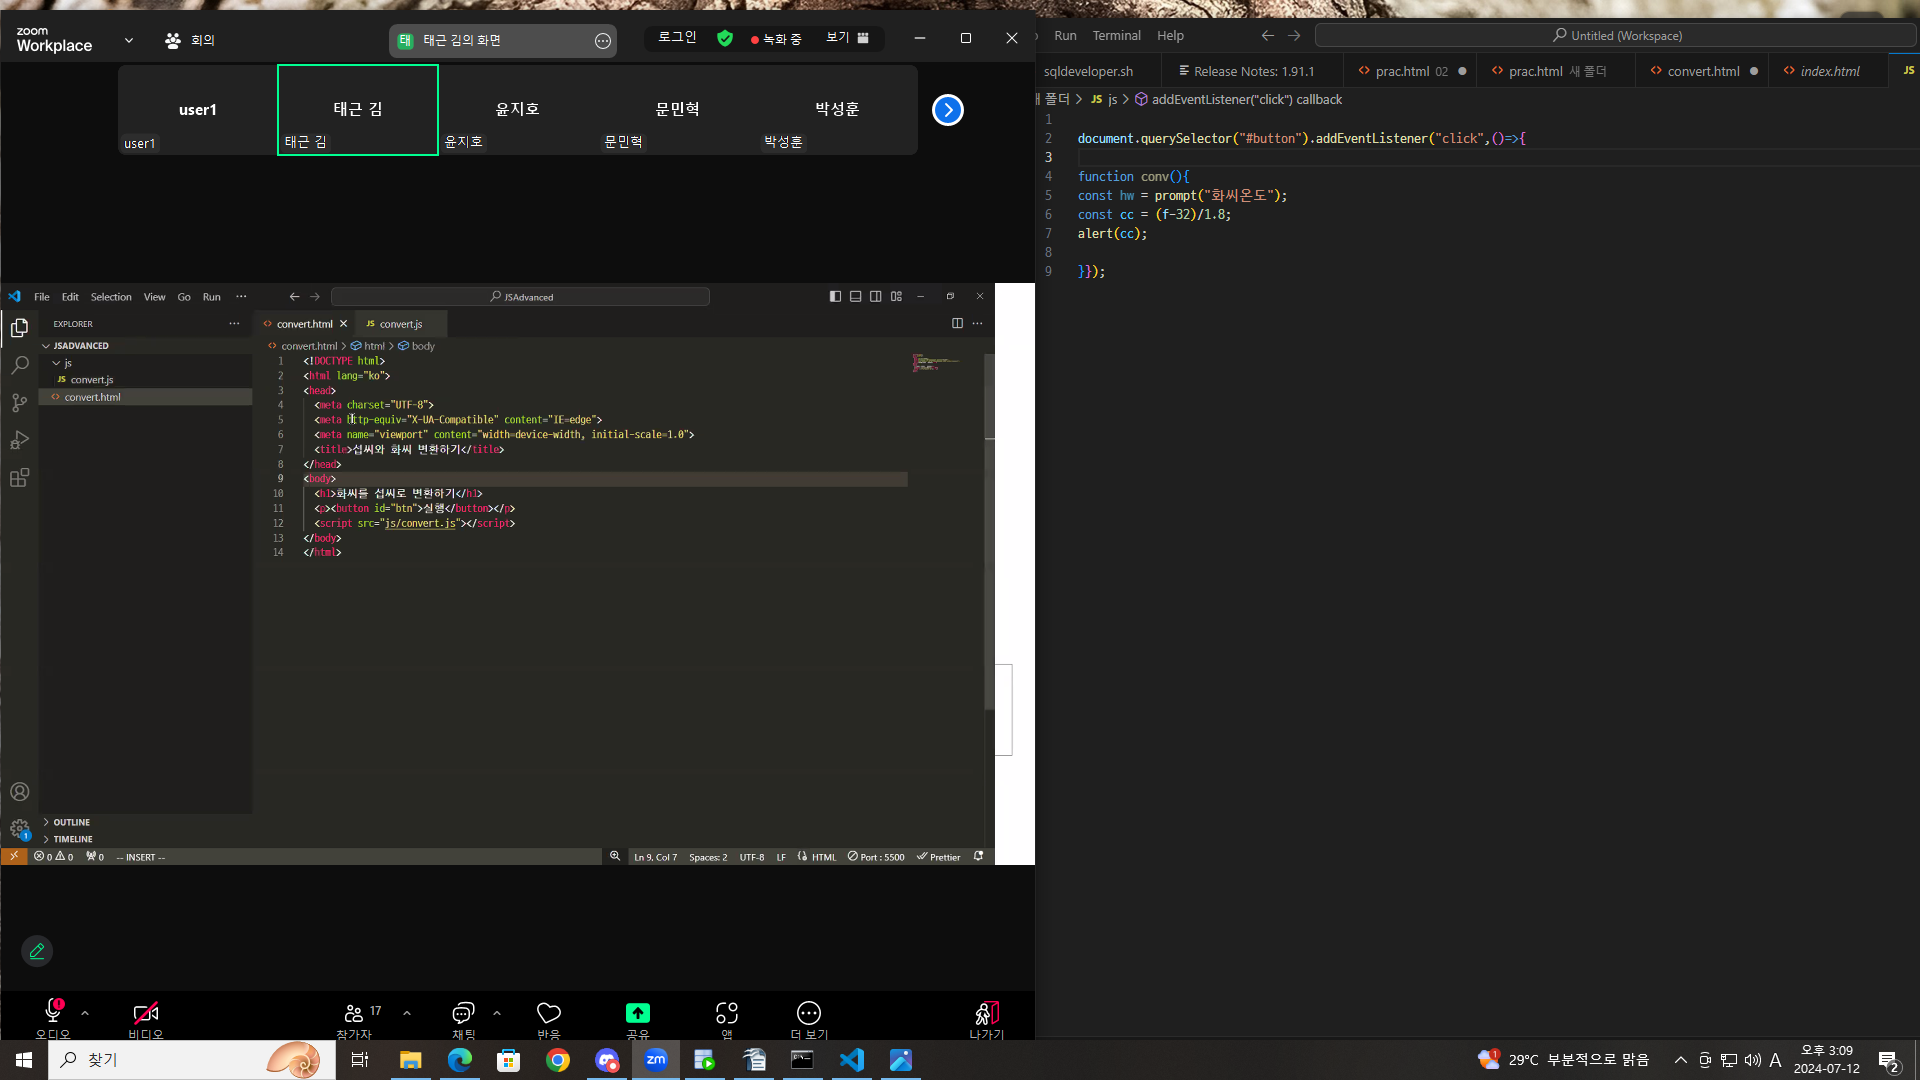 zoom
Workplace
회의
태 태근 김의 화면
로그인
녹화 중
보기
user1
태근 김
윤지호
문민혁
박성훈
user1
태근 김
윤지호
문민혁
박성훈
File Edit Selection View Go Run ···
JSAdvanced
EXPLORER
JSADVANCED
js
JS convert.js
convert.html
OUTLINE
TIMELINE
convert.html
JS convert.js
convert.html > html > body
1 <!DOCTYPE html>
2 <html lang="ko">
3 <head>
4 <meta charset="UTF-8">
5 <meta http-equiv="X-UA-Compatible" content="IE=edge">
6 <meta name="viewport" content="width=device-width, initial-scale=1.0">
7 <title>섭씨와 화씨 변환하기</title>
8 </head>
9 <body>
10 <h1>화씨를 섭씨로 변환하기</h1>
11 <p><button id="btn">실행</button></p>
12 <script src="js/convert.js"></script>
13 </body>
14 </html>
1
0 0 0 -- INSERT --
Ln 9, Col 7 Spaces: 2 UTF-8 LF HTML Port : 5500 Prettier
오디오
비디오
17
참가자
채팅
반응
공유
앱
더 보기
나가기
Run Terminal Help
Untitled (Workspace)
sqldeveloper.sh
Release Notes: 1.91.1
prac.html 02
prac.html 새 폴더
convert.html
index.html
JS
폴더 > JS js > addEventListener("click") callback
1
2 document.querySelector("#button").addEventListener("click",()=>{
3
4 function conv(){
5 const hw = prompt("화씨온도");
6 const cc = (f-32)/1.8;
7 alert(cc);
8
9 }});
찾기
zm
1
29°C 부분적으로 맑음
A
오후 3:09
2024-07-12
2